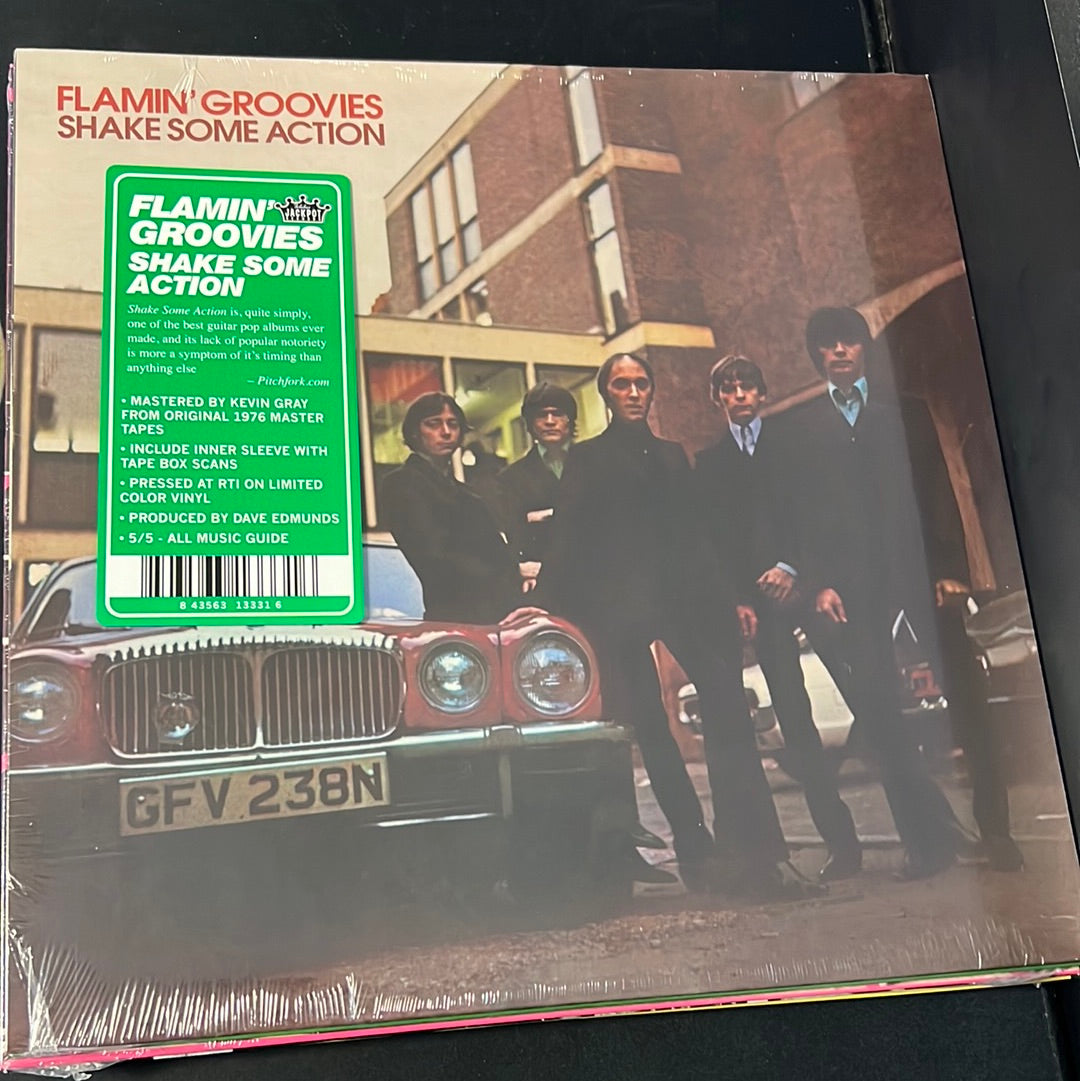 FLAMIN' GROOVIES
SHAKE SOME ACTION
FLAMIN'
JACKPOT
GROOVIES
SHAKE SOME
ACTION
Shake Some Action is, quite simply,
one of the best guitar pop albums ever
made, and its lack of popular notoriety
is more a symptom of it's timing than
anything else
– Pitchfork.com
• MASTERED BY KEVIN GRAY
FROM ORIGINAL 1976 MASTER
TAPES
• INCLUDE INNER SLEEVE WITH
TAPE BOX SCANS
• PRESSED AT RTI ON LIMITED
COLOR VINYL
• PRODUCED BY DAVE EDMUNDS
• 5/5 - ALL MUSIC GUIDE
8 43563 13331 6
GFV 238N